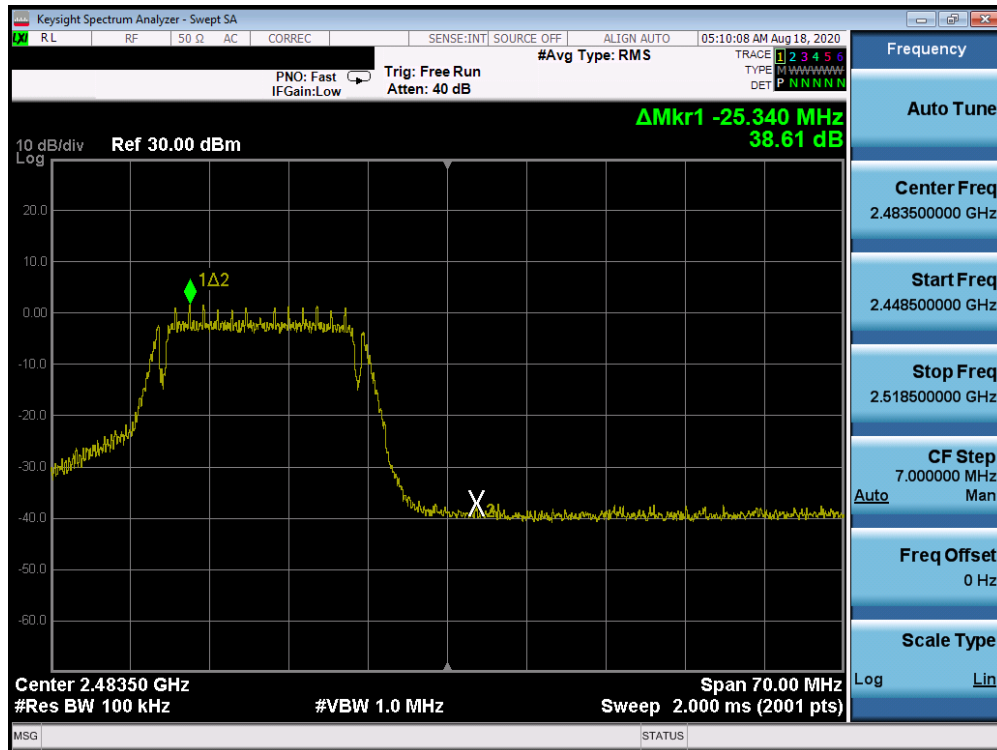 Keysight Spectrum Analyzer - Swept SA
LXI RL RF 50 Ω AC CORREC SENSE:INT SOURCE OFF ALIGN AUTO 05:10:08 AM Aug 18, 2020
#Avg Type: RMS
TRACE 1 2 3 4 5 6
TYPE M W W W W W
DET P N N N N N
PNO: Fast
IFGain:Low
Trig: Free Run
Atten: 40 dB
ΔMkr1 -25.340 MHz
38.61 dB
10 dB/div
Log
Ref 30.00 dBm
20.0
10.0
0.00
-10.0
-20.0
-30.0
-40.0
-50.0
-60.0
1Δ2
X
Center 2.48350 GHz
Span 70.00 MHz
#Res BW 100 kHz
#VBW 1.0 MHz
Sweep 2.000 ms (2001 pts)
MSG
STATUS
Frequency
Auto Tune
Center Freq
2.483500000 GHz
Start Freq
2.448500000 GHz
Stop Freq
2.518500000 GHz
CF Step
7.000000 MHz
Auto Man
Freq Offset
0 Hz
Scale Type
Log Lin